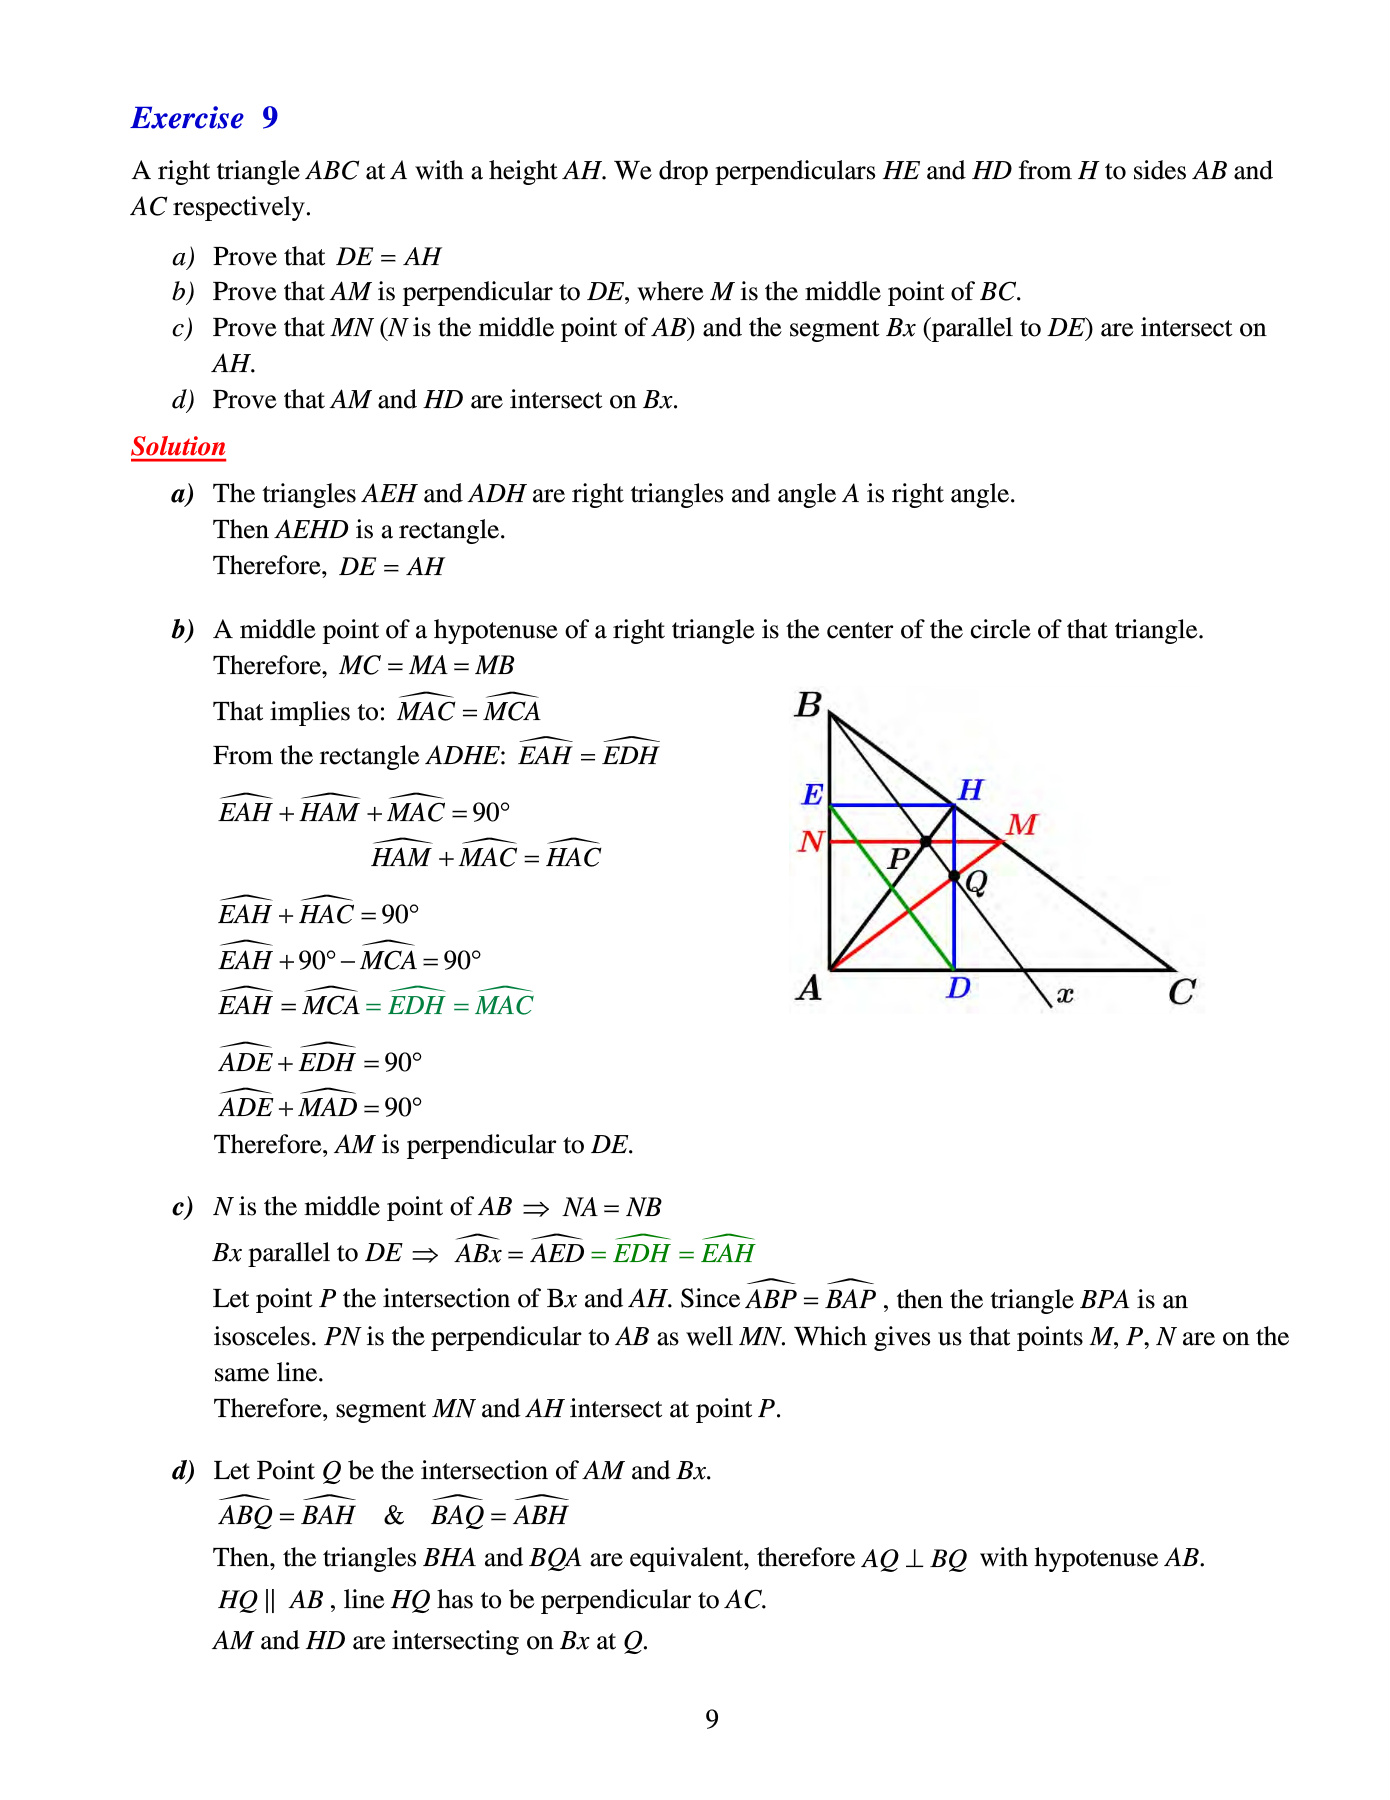 Exercise 9
A right triangle ABC at A with a height AH. We drop perpendiculars HE and HD from H to sides AB and
AC respectively.
a) Prove that DE = AH
b) Prove that AM is perpendicular to DE, where M is the middle point of BC.
c) Prove that MN (N is the middle point of AB) and the segment Bx (parallel to DE) are intersect on
AH.
d) Prove that AM and HD are intersect on Bx.
Solution
a) The triangles AEH and ADH are right triangles and angle A is right angle.
Then AEHD is a rectangle.
Therefore, DE = AH
b) A middle point of a hypotenuse of a right triangle is the center of the circle of that triangle.
Therefore, MC = MA = MB
That implies to: \widehat{MAC} = \widehat{MCA}
From the rectangle ADHE: \widehat{EAH} = \widehat{EDH}
\widehat{EAH} + \widehat{HAM} + \widehat{MAC} = 90°
\widehat{HAM} + \widehat{MAC} = \widehat{HAC}
\widehat{EAH} + \widehat{HAC} = 90°
\widehat{EAH} + 90° − \widehat{MCA} = 90°
\widehat{EAH} = \widehat{MCA} = \widehat{EDH} = \widehat{MAC}
\widehat{ADE} + \widehat{EDH} = 90°
\widehat{ADE} + \widehat{MAD} = 90°
Therefore, AM is perpendicular to DE.
B
E
H
N
M
P
Q
A
D
x
C
c) N is the middle point of AB ⇒ NA = NB
Bx parallel to DE ⇒ \widehat{ABx} = \widehat{AED} = \widehat{EDH} = \widehat{EAH}
Let point P the intersection of Bx and AH. Since \widehat{ABP} = \widehat{BAP}, then the triangle BPA is an
isosceles. PN is the perpendicular to AB as well MN. Which gives us that points M, P, N are on the
same line.
Therefore, segment MN and AH intersect at point P.
d) Let Point Q be the intersection of AM and Bx.
\widehat{ABQ} = \widehat{BAH} & \widehat{BAQ} = \widehat{ABH}
Then, the triangles BHA and BQA are equivalent, therefore AQ ⊥ BQ with hypotenuse AB.
HQ || AB, line HQ has to be perpendicular to AC.
AM and HD are intersecting on Bx at Q.
9